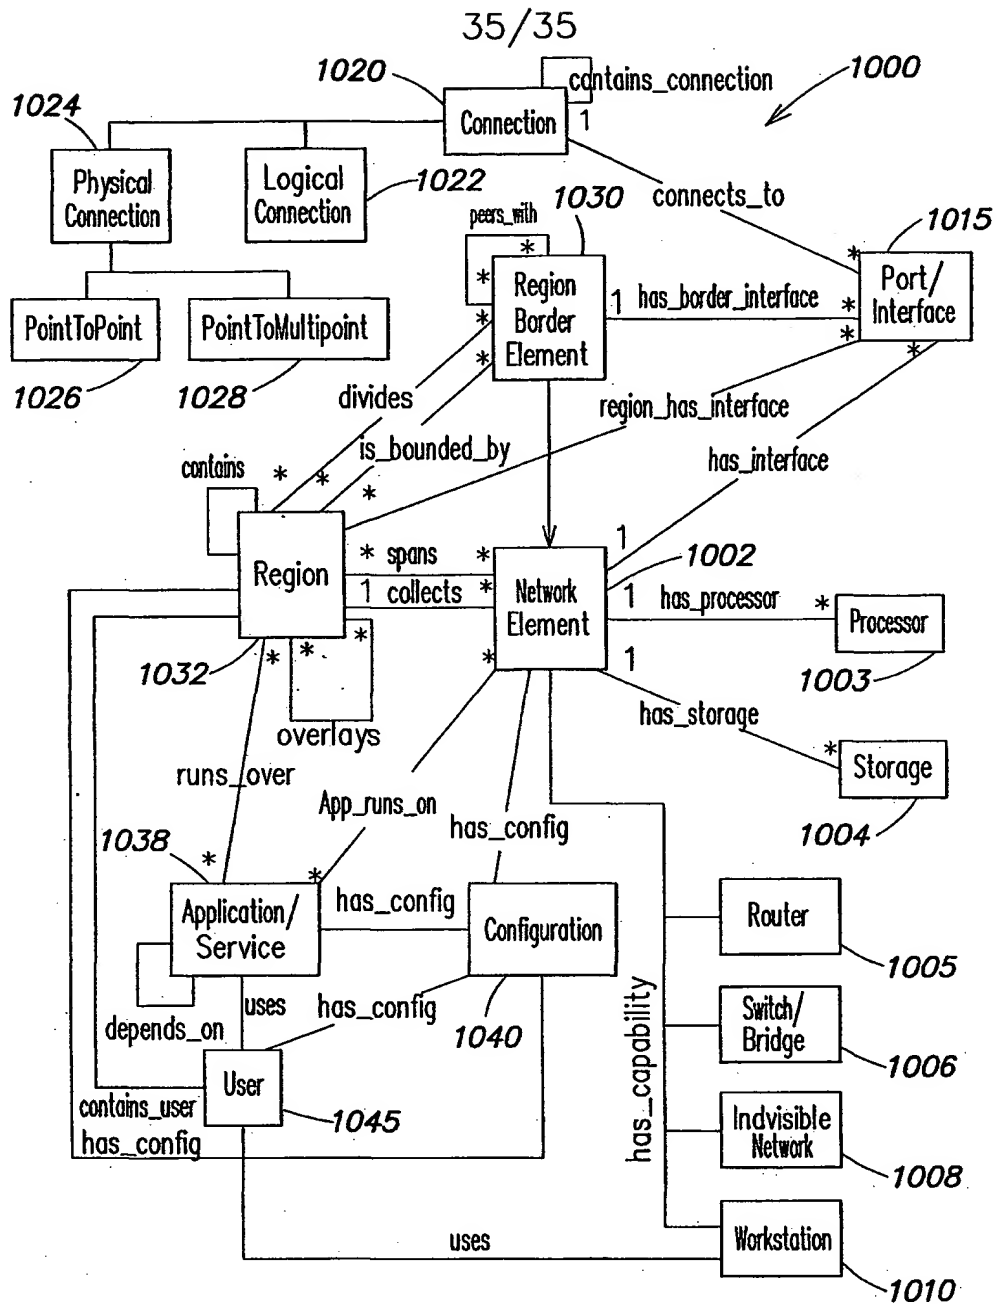 35/35
1020
contains_connection
1000
1024
Connection
1
Physical
Connection
Logical
Connection
1022
1030
connects_to
peers_with
1015
*
*
*
Region
Border
Element
1
has_border_interface
*
*
*
Port/
Interface
*
PointToPoint
PointToMultipoint
*
*
1026
1028
divides
region_has_interface
is_bounded_by
has_interface
contains
*
*
*
1
Region
*
spans
*
1
collects
*
Network
Element
1002
1
has_processor
*
Processor
1032
*
*
*
*
1
1003
overlays
has_storage
*
Storage
runs_over
App_runs_on
has_config
1004
1038
*
*
Application/
Service
has_config
Configuration
Router
1005
depends_on
uses
has_config
1040
has_capability
Switch/
Bridge
1006
User
contains_user
1045
has_config
Indvisible
Network
1008
uses
Workstation
1010